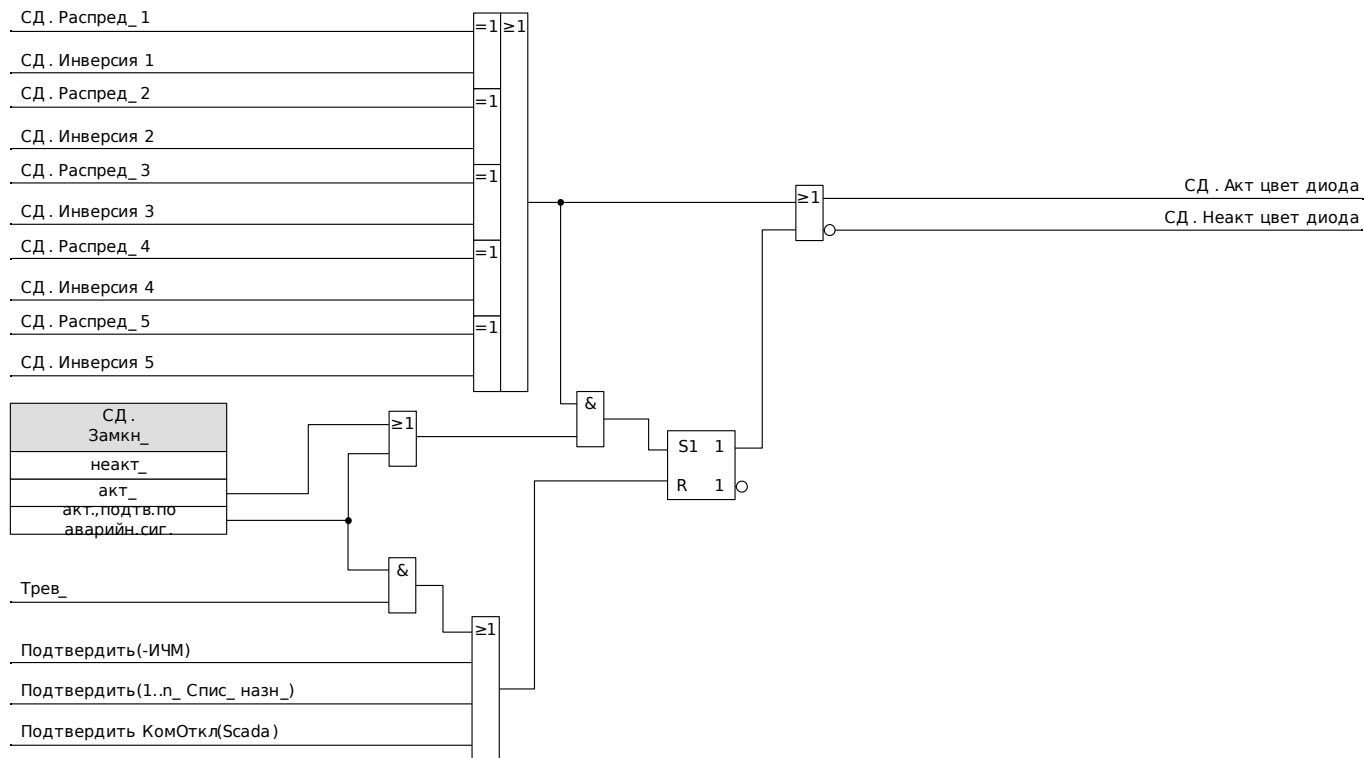 СД. Распред_ 1
=1
≥1
СД. Инверсия 1
СД. Распред_ 2
=1
СД. Инверсия 2
СД. Распред_ 3
=1
СД. Инверсия 3
СД. Распред_ 4
=1
СД. Инверсия 4
СД. Распред_ 5
=1
СД. Инверсия 5
≥1
СД. Акт цвет диода
СД. Неакт цвет диода
СД.
Замкн_
неакт_
акт_
акт.,подтв.по
аварийн.сиг.
≥1
&
S1 1
R 1
&
Трев_
≥1
Подтвердить(-ИЧМ)
Подтвердить(1..n_ Спис_ назн_)
Подтвердить КомОткл(Scada)